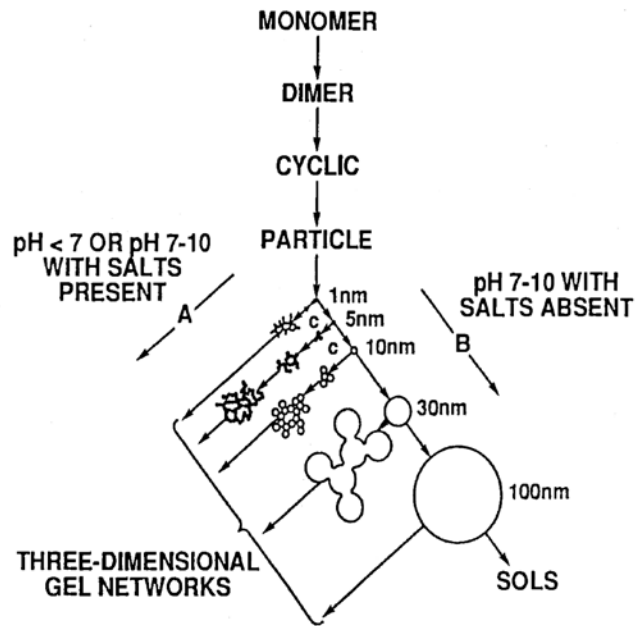 MONOMER
DIMER
CYCLIC
PARTICLE
pH < 7 OR pH 7-10
WITH SALTS
PRESENT
A
pH 7-10 WITH
SALTS ABSENT
B
1nm
c
5nm
c
10nm
30nm
100nm
THREE-DIMENSIONAL
GEL NETWORKS
SOLS